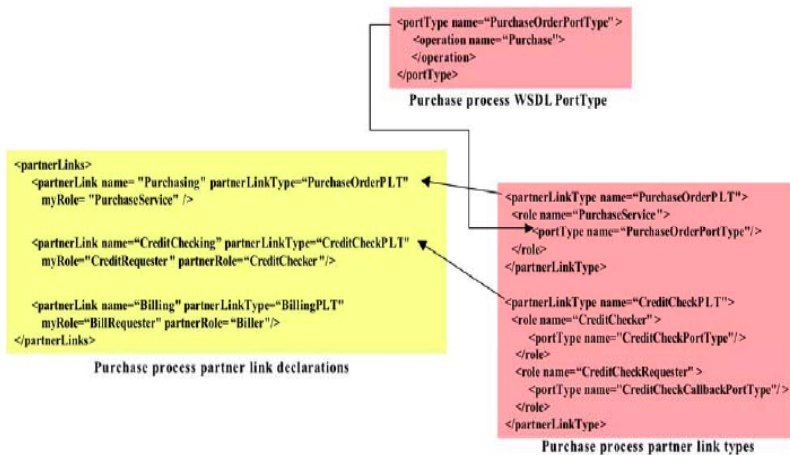 <portType name=“PurchaseOrderPortType”>
<operation name=“Purchase”>
</operation>
</portType>
Purchase process WSDL PortType
<partnerLinks>
<partnerLink name= "Purchasing" partnerLinkType=“PurchaseOrderPLT”
myRole= "PurchaseService" />
<partnerLink name=“CreditChecking” partnerLinkType=“CreditCheckPLT”
myRole="CreditRequester" partnerRole=“CreditChecker”/>
<partnerLink name=“Billing” partnerLinkType=“BillingPLT”
myRole=“BillRequester” partnerRole=“Biller”/>
</partnerLinks>
Purchase process partner link declarations
<partnerLinkType name=“PurchaseOrderPLT”>
<role name=“PurchaseService”>
<portType name=“PurchaseOrderPortType”/>
</role>
</partnerLinkType>
<partnerLinkType name=“CreditCheckPLT”>
<role name=“CreditChecker”>
<portType name=“CreditCheckPortType”/>
</role>
<role name=“CreditCheckRequester”>
<portType name=“CreditCheckCallbackPortType”/>
</role>
</partnerLinkType>
Purchase process partner link types